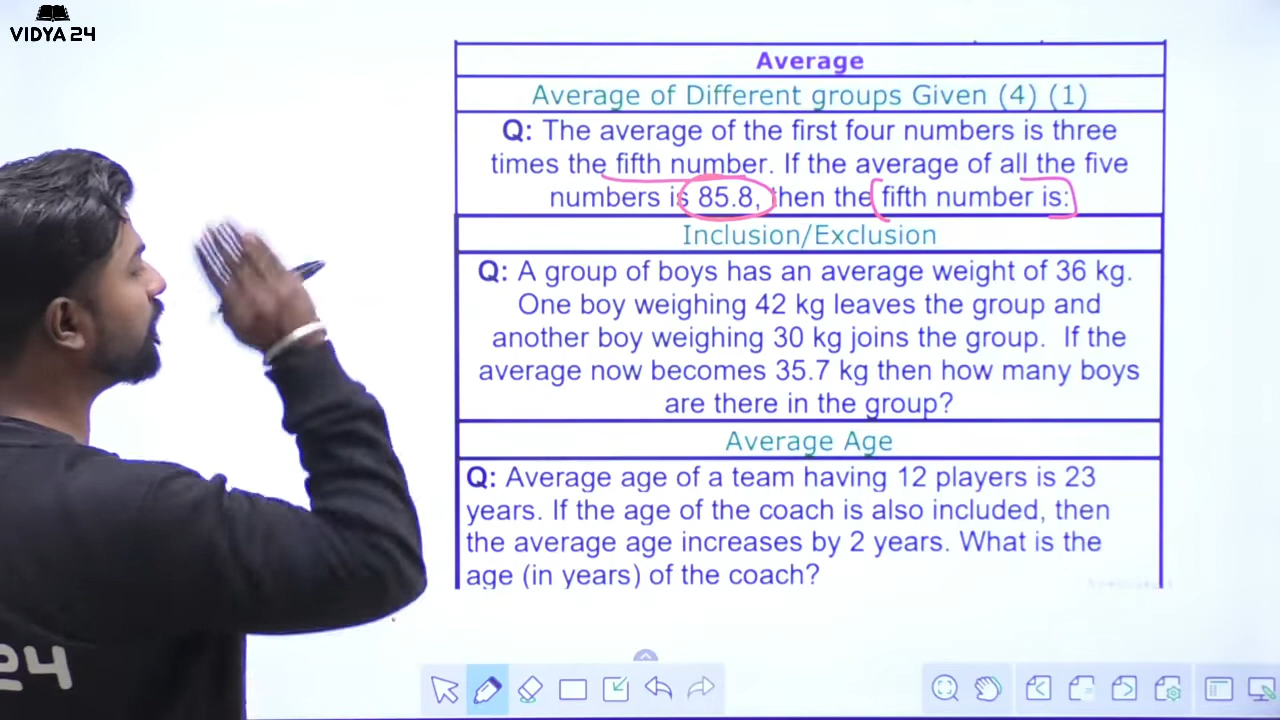 VIDYA 24
Average
Average of Different groups Given (4) (1)
Q: The average of the first four numbers is three
times the fifth number. If the average of all the five
numbers is 85.8, then the fifth number is:
Inclusion/Exclusion
Q: A group of boys has an average weight of 36 kg.
One boy weighing 42 kg leaves the group and
another boy weighing 30 kg joins the group. If the
average now becomes 35.7 kg then how many boys
are there in the group?
Average Age
Q: Average age of a team having 12 players is 23
years. If the age of the coach is also included, then
the average age increases by 2 years. What is the
age (in years) of the coach?
24